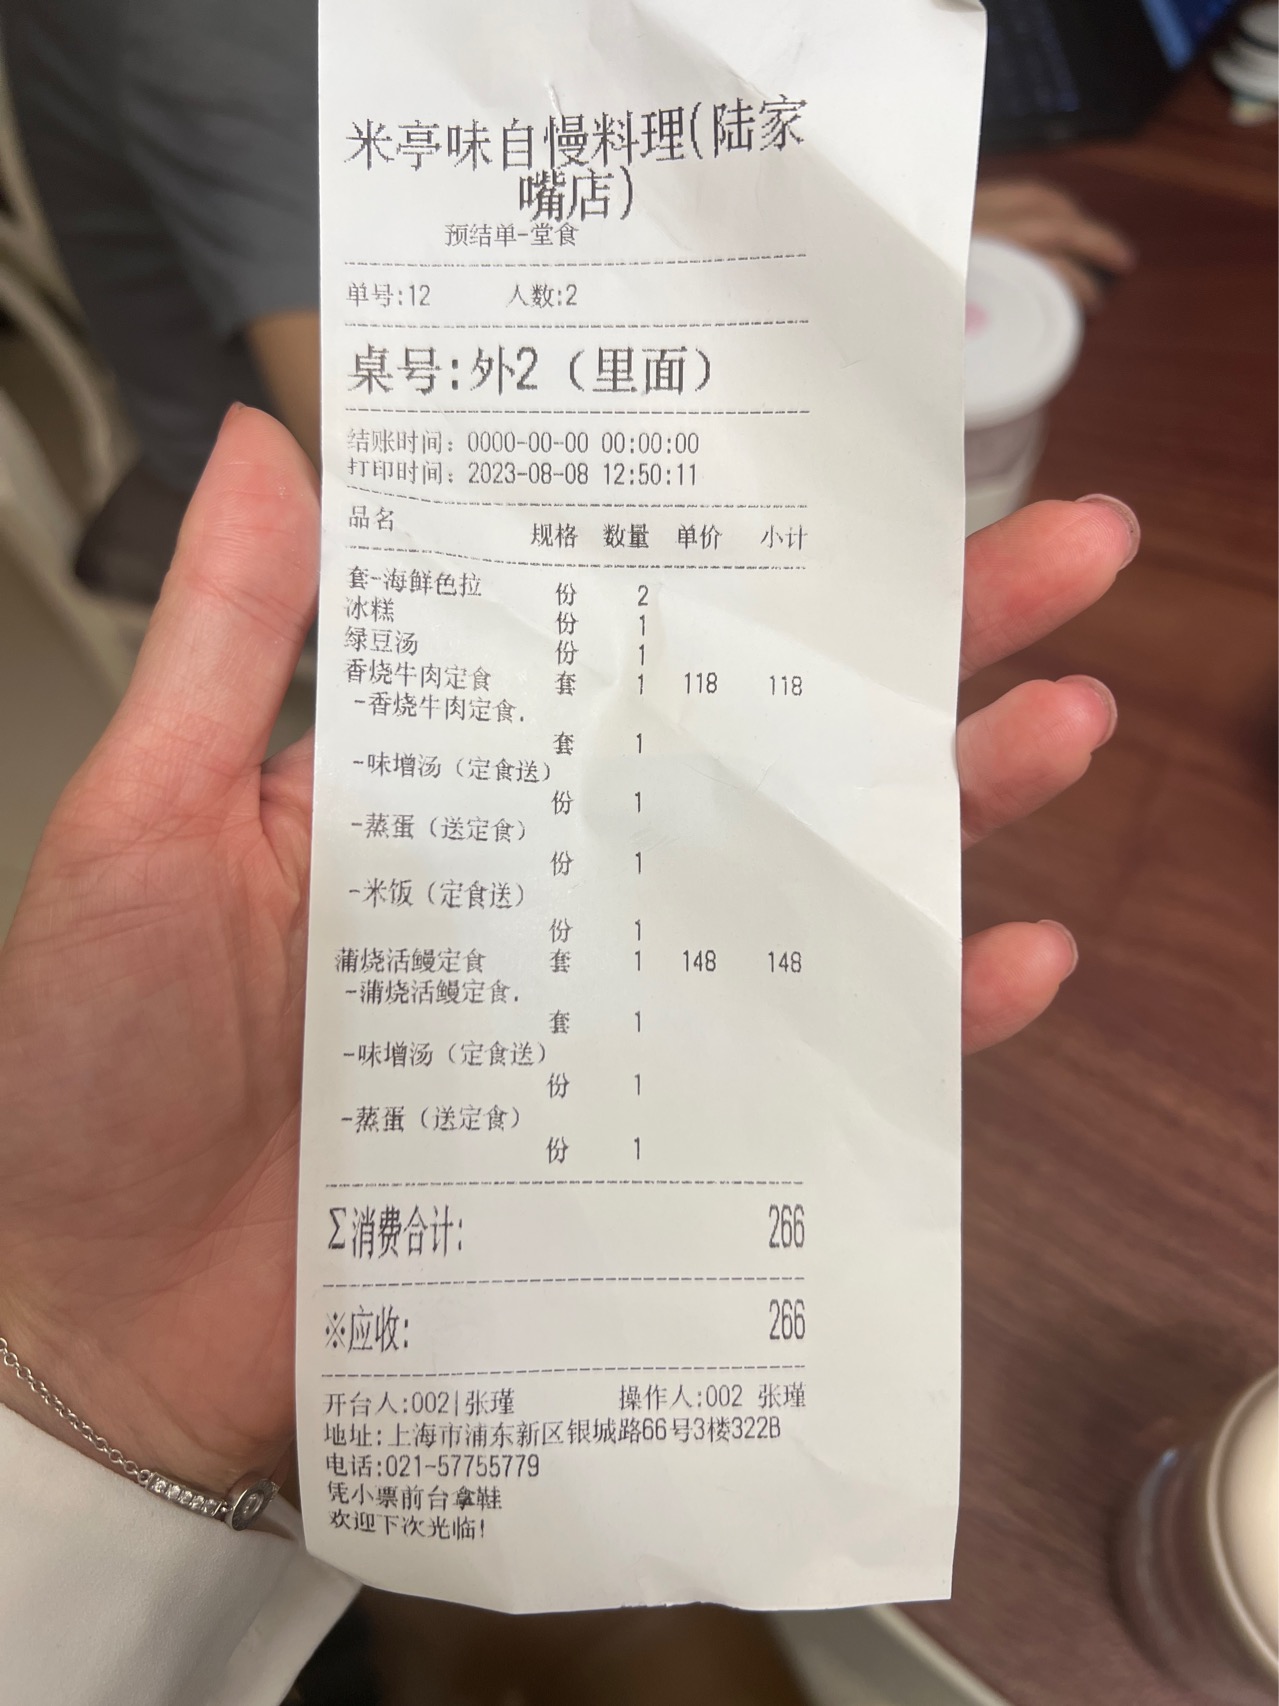 米亭味自慢料理(陆家
嘴店)
预结单-堂食
单号:12 人数:2
桌号:外2（里面）
结账时间: 0000-00-00 00:00:00
打印时间: 2023-08-08 12:50:11
品名 规格 数量 单价 小计
套-海鲜色拉 份 2
冰糕 份 1
绿豆汤 份 1
香烧牛肉定食 套 1 118 118
-香烧牛肉定食.
套 1
-味增汤（定食送）
份 1
-蒸蛋（送定食）
份 1
-米饭（定食送）
份 1
蒲烧活鳗定食 套 1 148 148
-蒲烧活鳗定食.
套 1
-味增汤（定食送）
份 1
-蒸蛋（送定食）
份 1
Σ消费合计: 266
※应收: 266
开台人:002|张瑾 操作人:002 张瑾
地址:上海市浦东新区银城路66号3楼322B
电话:021-57755779
凭小票前台拿鞋
欢迎下次光临!